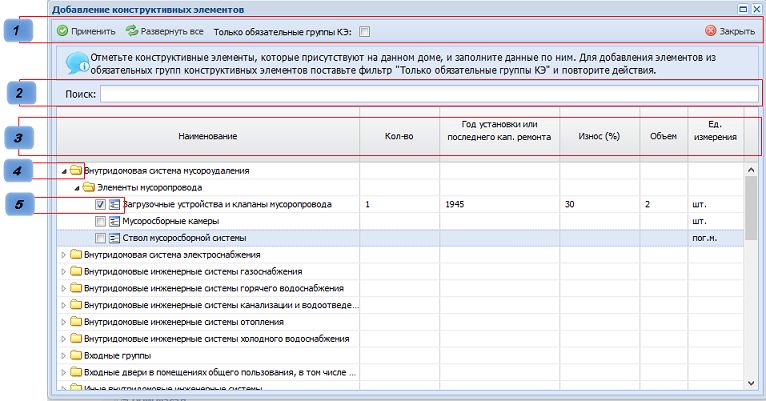 Добавление конструктивных элементов
1
Применить Развернуть все Только обязательные группы КЭ: Закрыть
Отметьте конструктивные элементы, которые присутствуют на данном доме, и заполните данные по ним. Для добавления элементов из
обязательных групп конструктивных элементов поставьте фильтр "Только обязательные группы КЭ" и повторите действия.
2
Поиск:
3
Наименование Кол-во Год установки или последнего кап. ремонта Износ (%) Объем Ед. измерения
4
Внутридомовая система мусороудаления
Элементы мусоропровода
5
Загрузочные устройства и клапаны мусоропровода 1 1945 30 2 шт.
Мусоросборные камеры шт.
Ствол мусоросборной системы пог.м.
Внутридомовая система электроснабжения
Внутридомовые инженерные системы газоснабжения
Внутридомовые инженерные системы горячего водоснабжения
Внутридомовые инженерные системы канализации и водоотведе...
Внутридомовые инженерные системы отопления
Внутридомовые инженерные системы холодного водоснабжения
Входные группы
Входные двери в помещениях общего пользования, в том числе ...
Иные внутридомовые инженерные системы